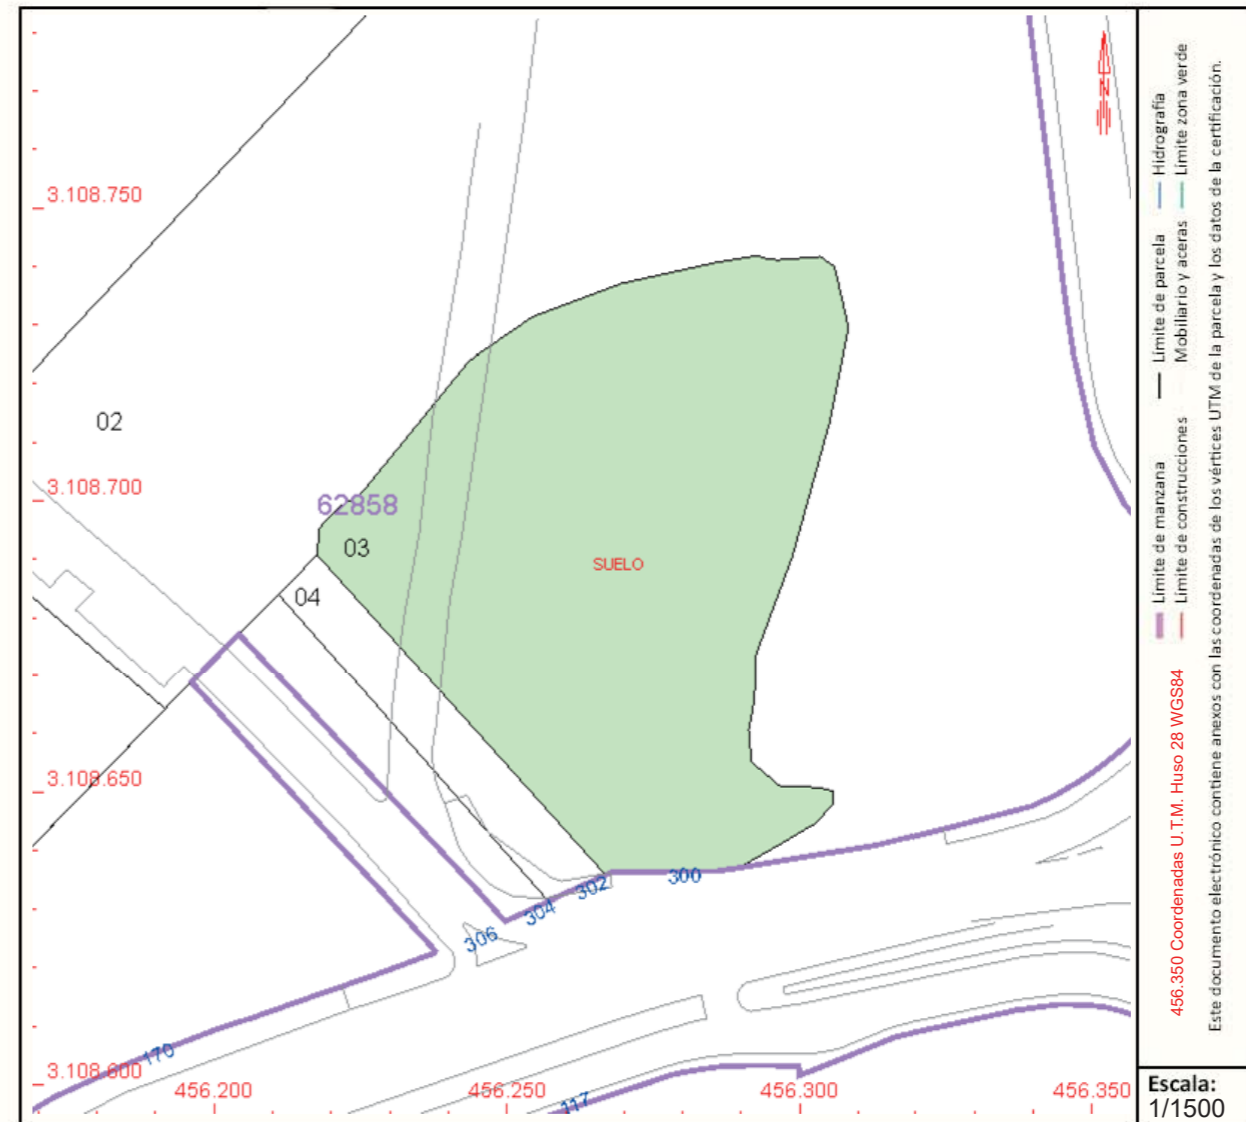 3.108.750
02
3.108.700
62858
03
SUELO
04
3.108.650
300
302
304
306
170
117
3.108.600
456.200
456.250
456.300
456.350
N
Límite de manzana
Límite de parcela
Hidrografía
Límite de construcciones
Mobiliario y aceras
Límite zona verde
456.350 Coordenadas U.T.M. Huso 28 WGS84
Este documento electrónico contiene anexos con las coordenadas de los vértices UTM de la parcela y los datos de la certificación.
Escala:
1/1500